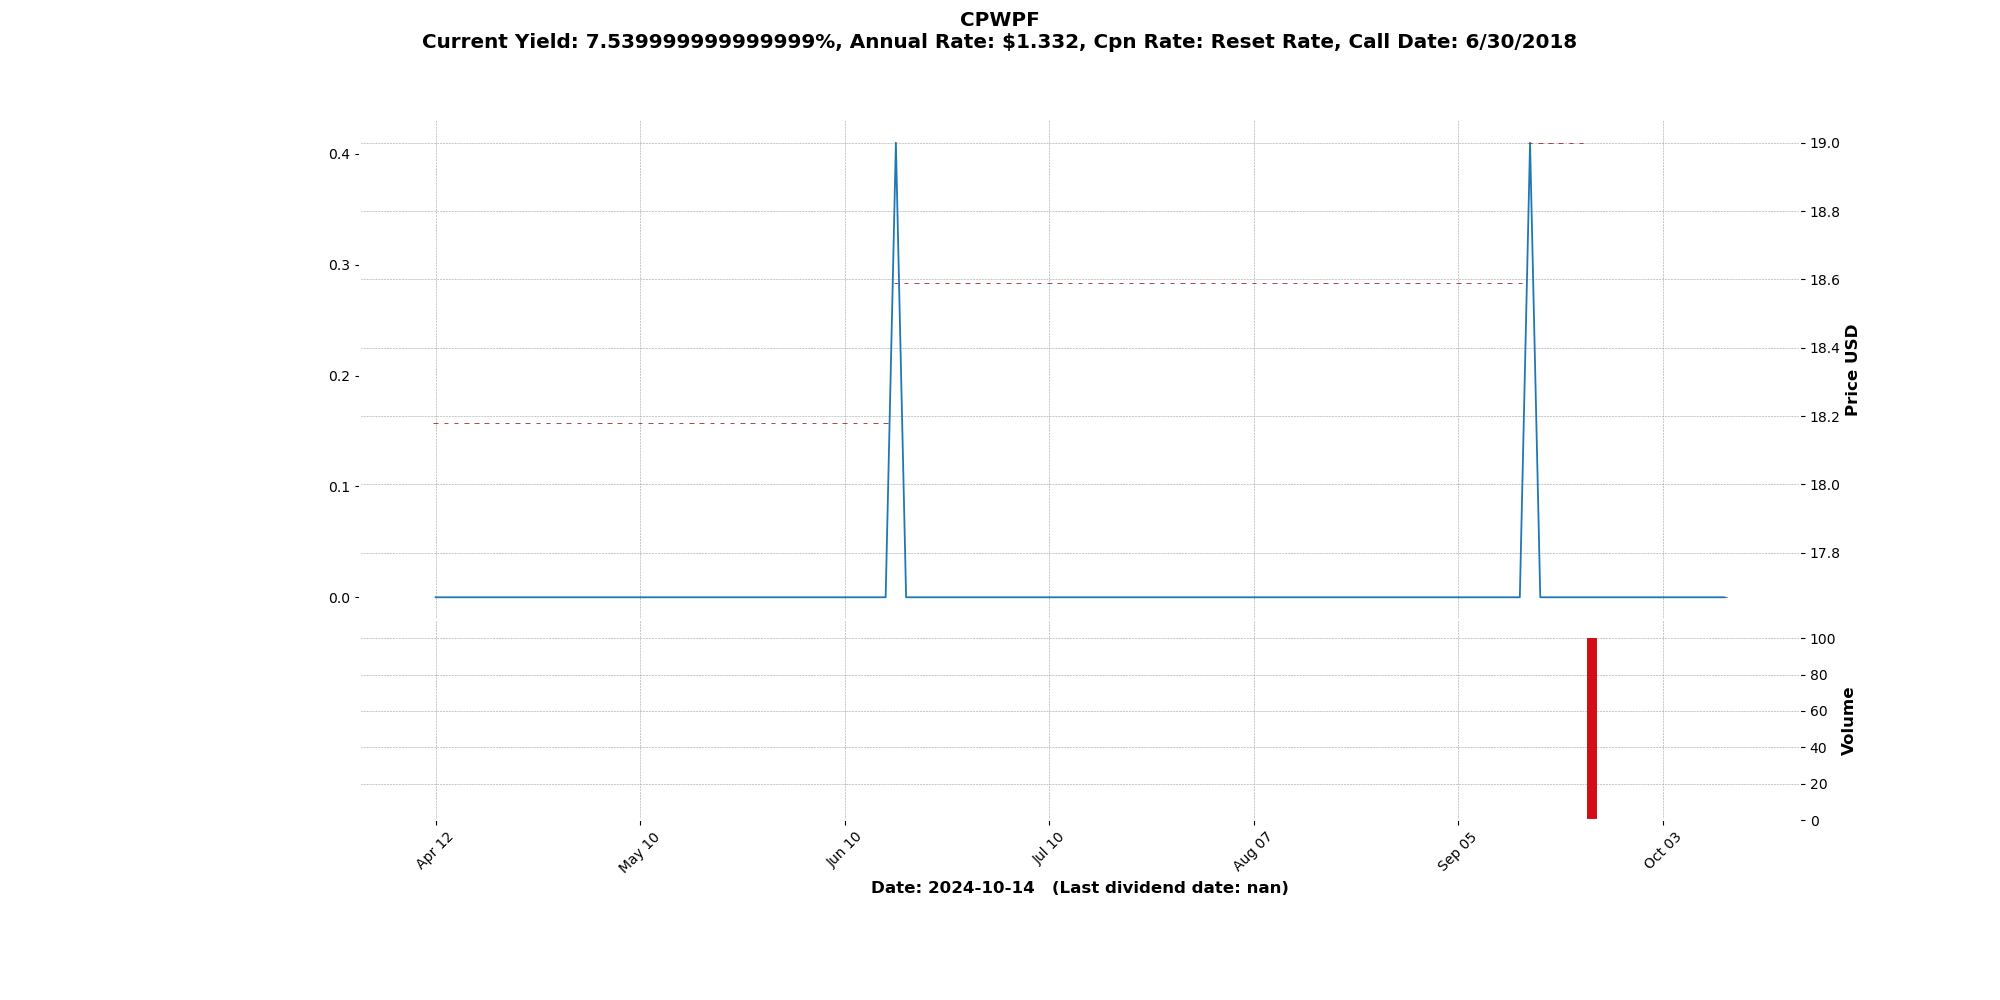 CPWPF
Current Yield: 7.539999999999999%, Annual Rate: $1.332, Cpn Rate: Reset Rate, Call Date: 6/30/2018
0.4
0.3
0.2
0.1
0.0
19.0
18.8
18.6
18.4
18.2
18.0
17.8
Price USD
100
80
60
40
20
0
Volume
Apr 12
May 10
Jun 10
Jul 10
Aug 07
Sep 05
Oct 03
Date: 2024-10-14 (Last dividend date: nan)